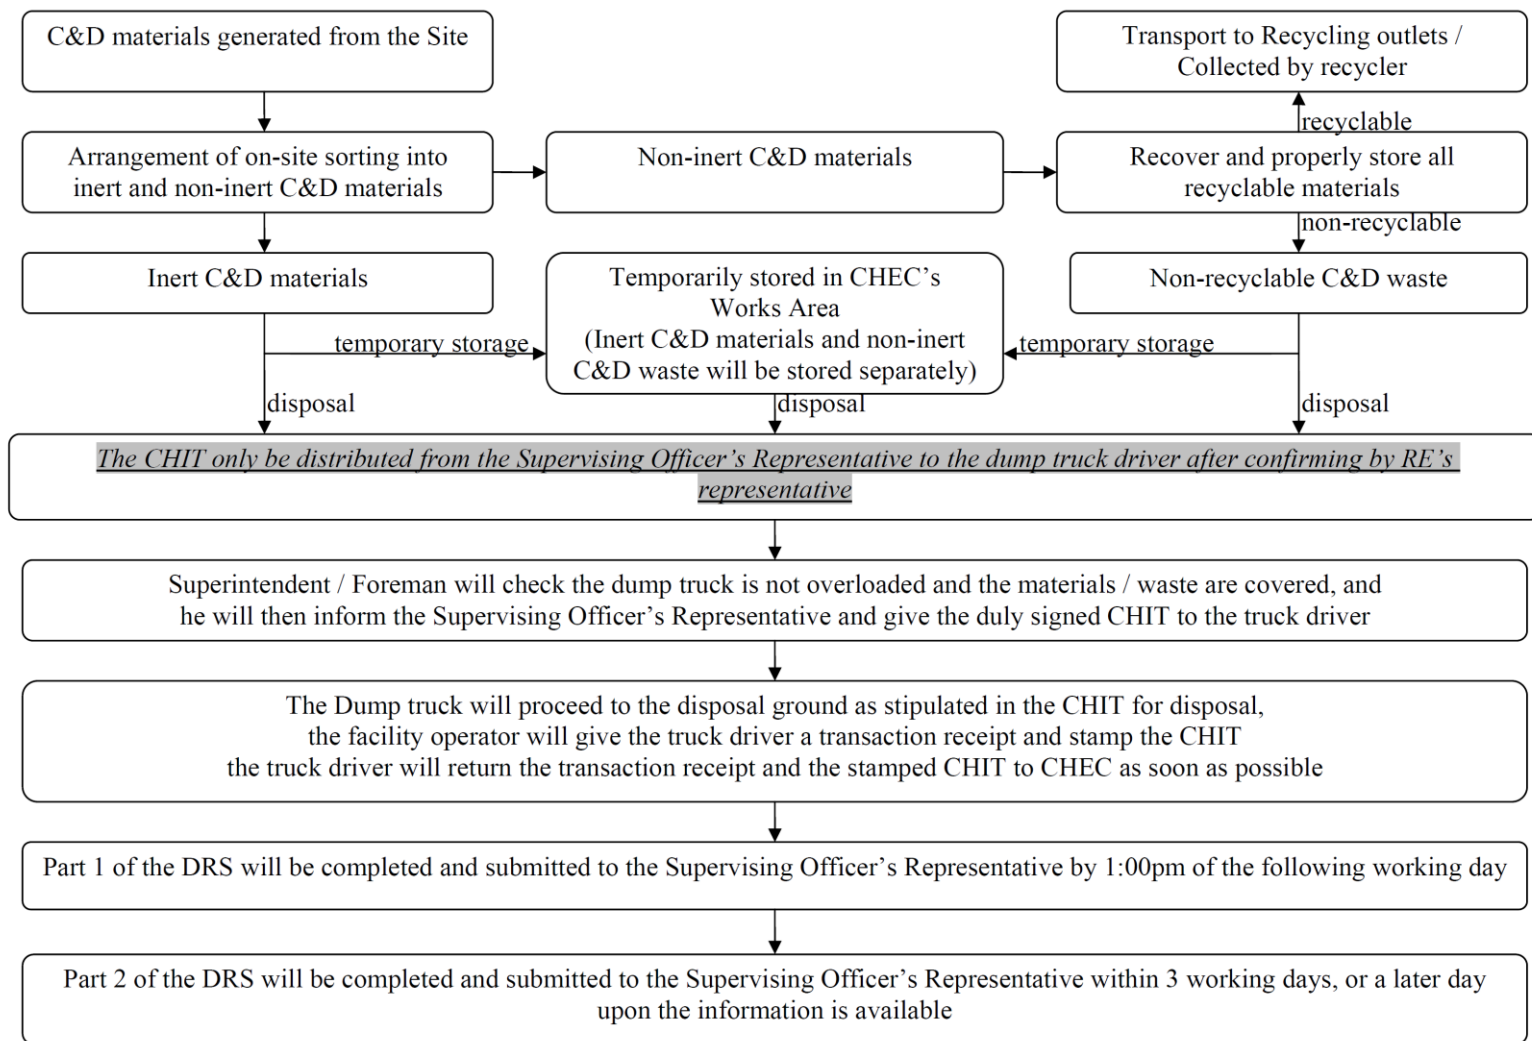 C&D materials generated from the Site
Transport to Recycling outlets /
Collected by recycler
recyclable
Arrangement of on-site sorting into
inert and non-inert C&D materials
Non-inert C&D materials
Recover and properly store all
recyclable materials
non-recyclable
Inert C&D materials
Temporarily stored in CHEC's
Works Area
(Inert C&D materials and non-inert
C&D waste will be stored separately)
Non-recyclable C&D waste
temporary storage
temporary storage
disposal
disposal
disposal
The CHIT only be distributed from the Supervising Officer's Representative to the dump truck driver after confirming by RE's
representative
Superintendent / Foreman will check the dump truck is not overloaded and the materials / waste are covered, and
he will then inform the Supervising Officer's Representative and give the duly signed CHIT to the truck driver
The Dump truck will proceed to the disposal ground as stipulated in the CHIT for disposal,
the facility operator will give the truck driver a transaction receipt and stamp the CHIT
the truck driver will return the transaction receipt and the stamped CHIT to CHEC as soon as possible
Part 1 of the DRS will be completed and submitted to the Supervising Officer's Representative by 1:00pm of the following working day
Part 2 of the DRS will be completed and submitted to the Supervising Officer's Representative within 3 working days, or a later day
upon the information is available